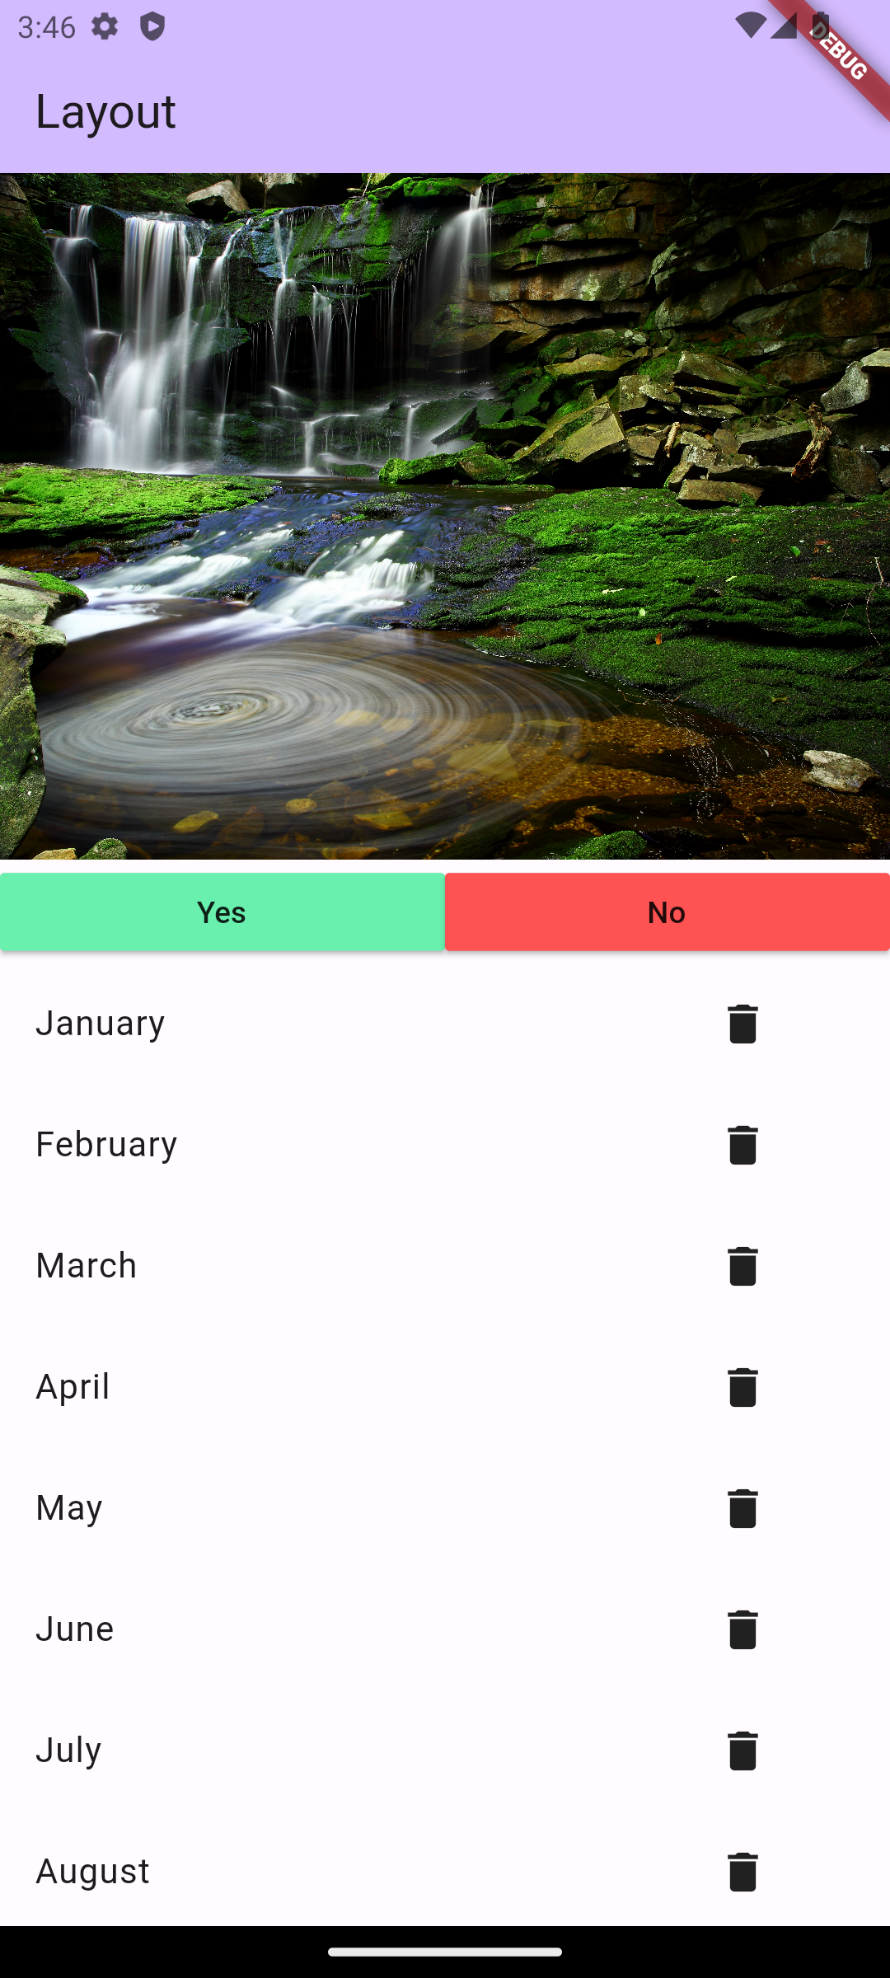 3:46
DEBUG
Layout
Yes No
January
February
March
April
May
June
July
August